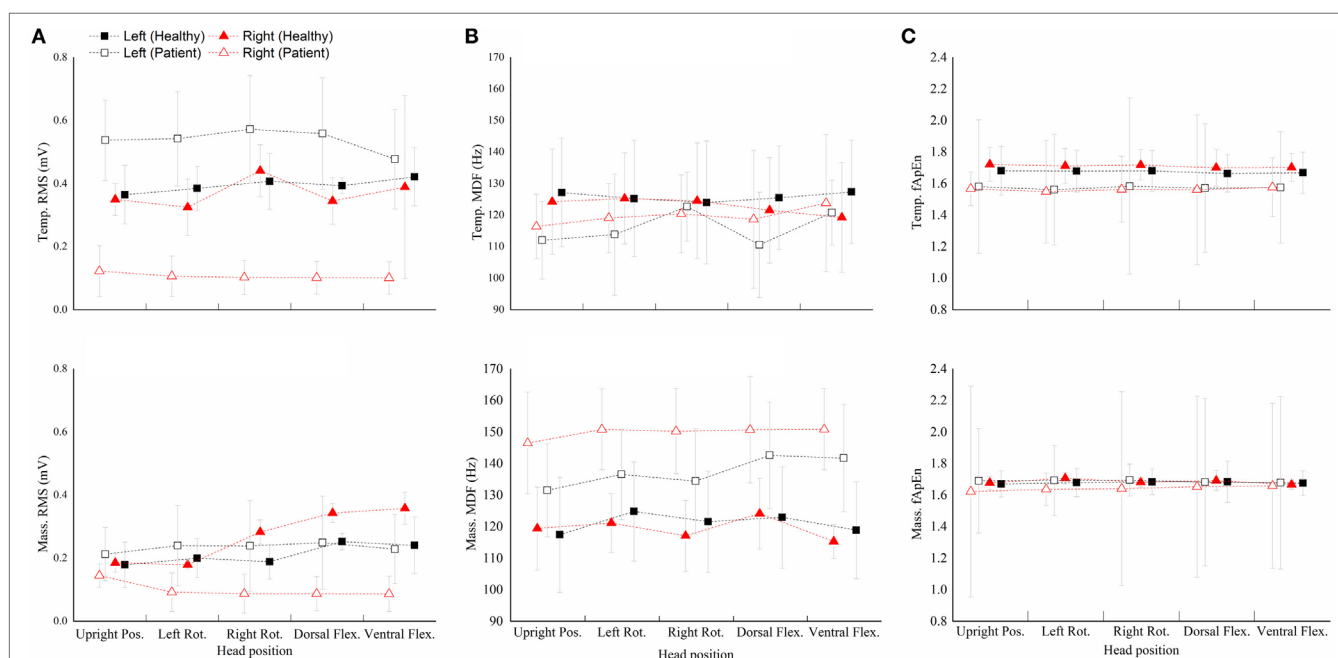 A
Left (Healthy) Right (Healthy)
Left (Patient) Right (Patient)
0.8
0.6
0.4
0.2
0.0
Temp. RMS (mV)
B
170
150
140
130
120
110
100
90
Temp. MDF (Hz)
C
2.4
2.2
2.0
1.8
1.6
1.4
1.2
1.0
0.8
Temp. fApEn
0.8
0.6
0.4
0.2
0.0
Mass. RMS (mV)
Upright Pos. Left Rot. Right Rot. Dorsal Flex. Ventral Flex.
Head position
170
160
150
140
130
120
110
100
90
Mass. MDF (Hz)
Upright Pos. Left Rot. Right Rot. Dorsal Flex. Ventral Flex.
Head position
2.4
2.2
2.0
1.8
1.6
1.4
1.2
1.0
0.8
Mass. fApEn
Upright Pos. Left Rot. Right Rot. Dorsal Flex. Ventral Flex.
Head position